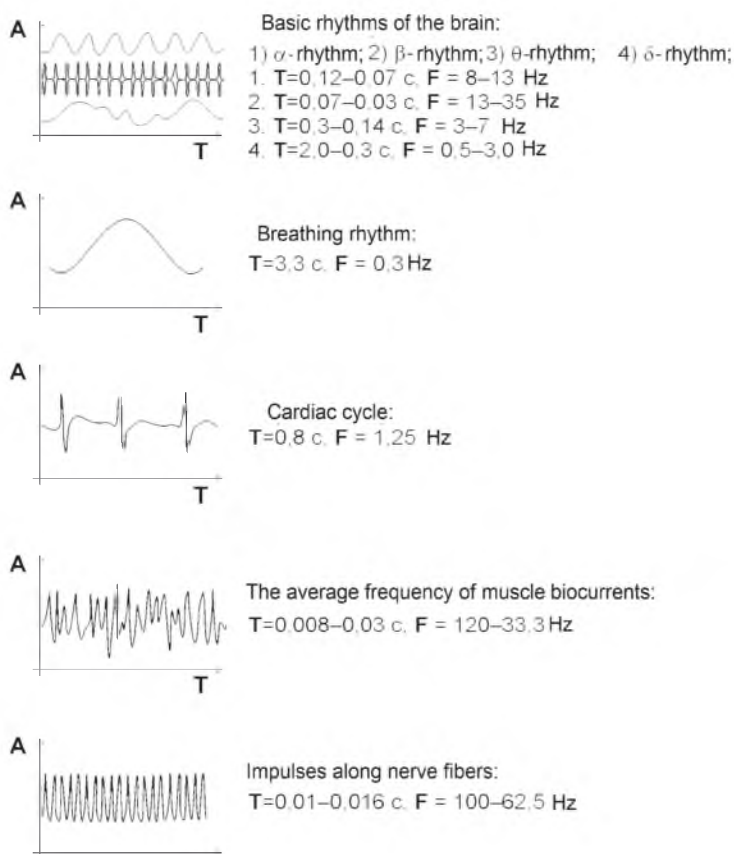 A
T
Basic rhythms of the brain:
1) α-rhythm; 2) β-rhythm; 3) θ-rhythm; 4) δ-rhythm;
1. T=0,12–0,07 c, F = 8–13 Hz
2. T=0,07–0,03 c, F = 13–35 Hz
3. T=0,3–0,14 c, F = 3–7 Hz
4. T=2,0–0,3 c, F = 0,5–3,0 Hz
A
T
Breathing rhythm:
T=3,3 c, F = 0,3 Hz
A
T
Cardiac cycle:
T=0,8 c, F = 1,25 Hz
A
T
The average frequency of muscle biocurrents:
T=0,008–0,03 c, F = 120–33,3 Hz
A
Impulses along nerve fibers:
T=0,01–0,016 c, F = 100–62,5 Hz